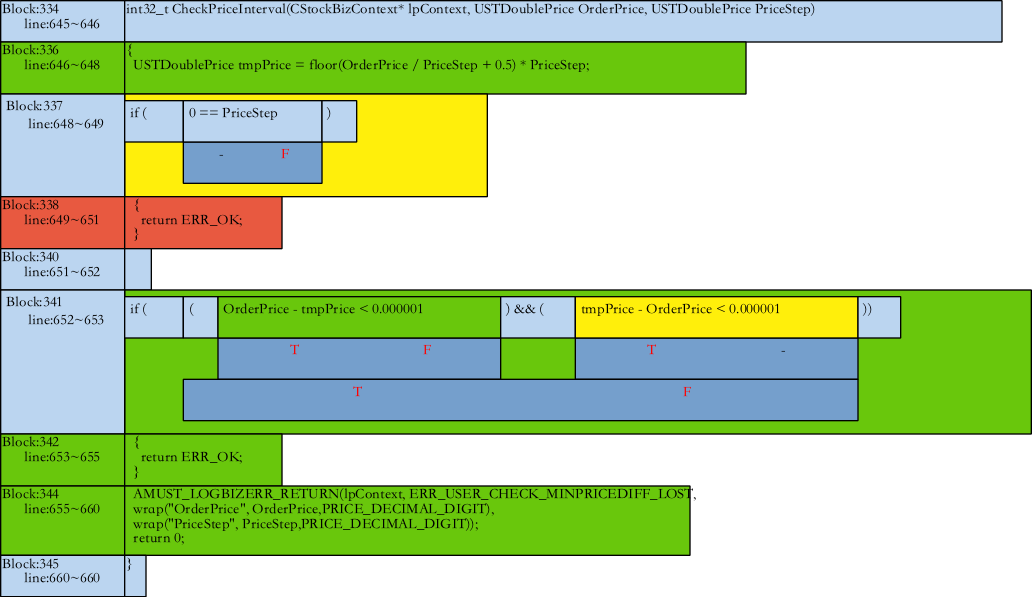 Block:334
line:645~646
int32_t CheckPriceInterval(CStockBizContext* lpContext, USTDoublePrice OrderPrice, USTDoublePrice PriceStep)
Block:336
line:646~648
{
USTDoublePrice tmpPrice = floor(OrderPrice / PriceStep + 0.5) * PriceStep;
Block:337
line:648~649
if ( 0 == PriceStep )
- F
Block:338
line:649~651
{
return ERR_OK;
}
Block:340
line:651~652
Block:341
line:652~653
if ( ( OrderPrice - tmpPrice < 0.000001 ) && ( tmpPrice - OrderPrice < 0.000001 ))
T F T -
T F
Block:342
line:653~655
{
return ERR_OK;
}
Block:344
line:655~660
AMUST_LOGBIZERR_RETURN(lpContext, ERR_USER_CHECK_MINPRICEDIFF_LOST,
wrap("OrderPrice", OrderPrice,PRICE_DECIMAL_DIGIT),
wrap("PriceStep", PriceStep,PRICE_DECIMAL_DIGIT));
return 0;
Block:345
line:660~660
}